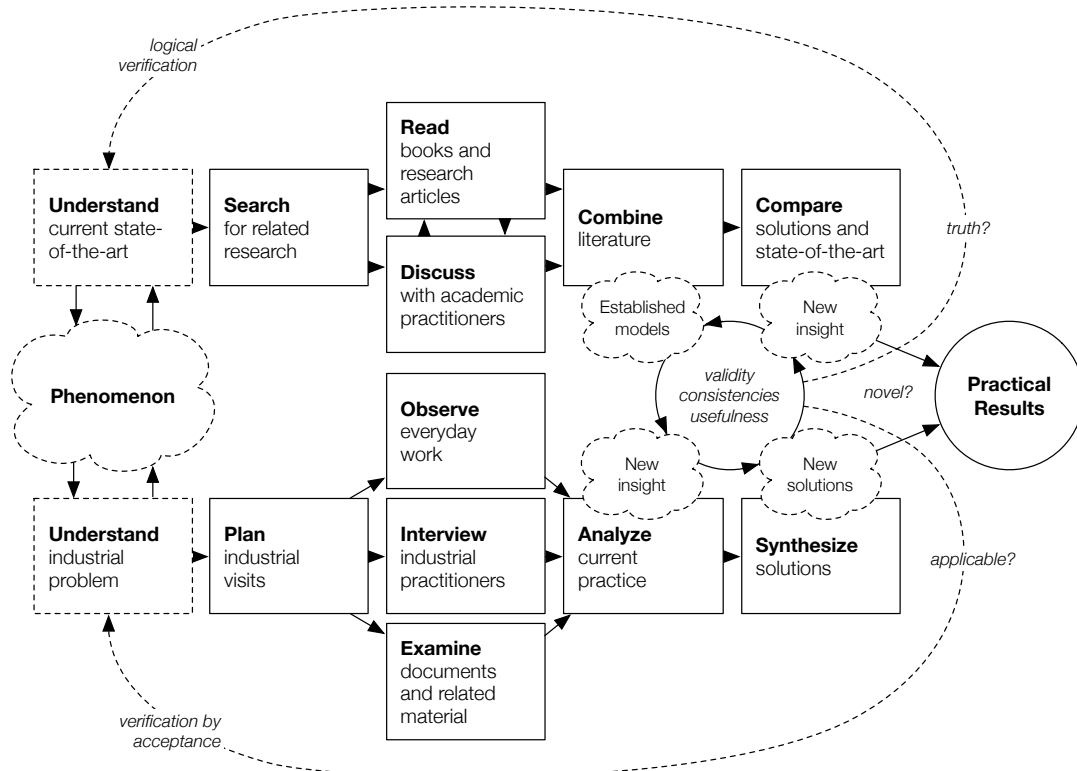 logical
verification
Read
books and
research
articles
Understand
current state-
of-the-art
Search
for related
research
Combine
literature
Compare
solutions and
state-of-the-art
truth?
Discuss
with academic
practitioners
Established
models
New
insight
Phenomenon
validity
consistencies
usefulness
novel?
Practical
Results
Observe
everyday
work
New
insight
New
solutions
Understand
industrial
problem
Plan
industrial
visits
Interview
industrial
practitioners
Analyze
current
practice
Synthesize
solutions
applicable?
Examine
documents
and related
material
verification by
acceptance